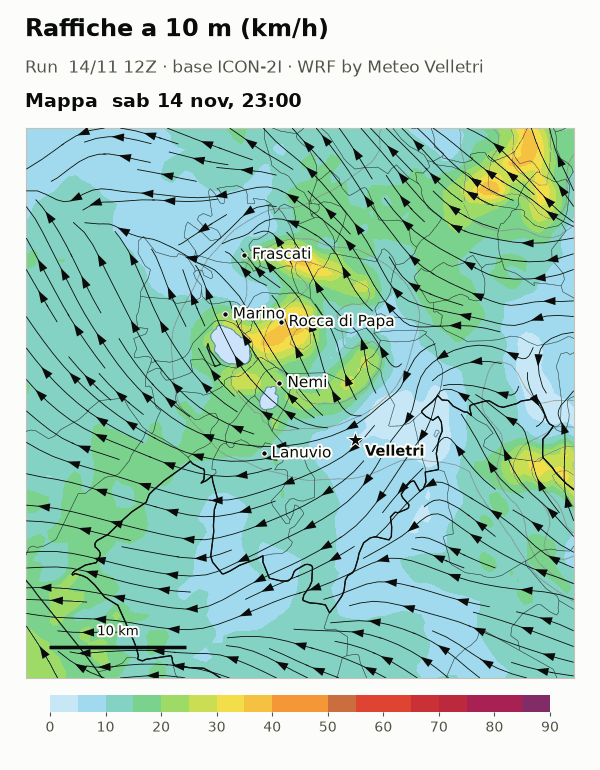 Raffiche a 10 m (km/h)
Run  14/11 12Z · base ICON-2I · WRF by Meteo Velletri
Mappa  sab 14 nov, 23:00
Frascati
Marino
Rocca di Papa
Nemi
Velletri
Lanuvio
10 km
0 10 20 30 40 50 60 70 80 90